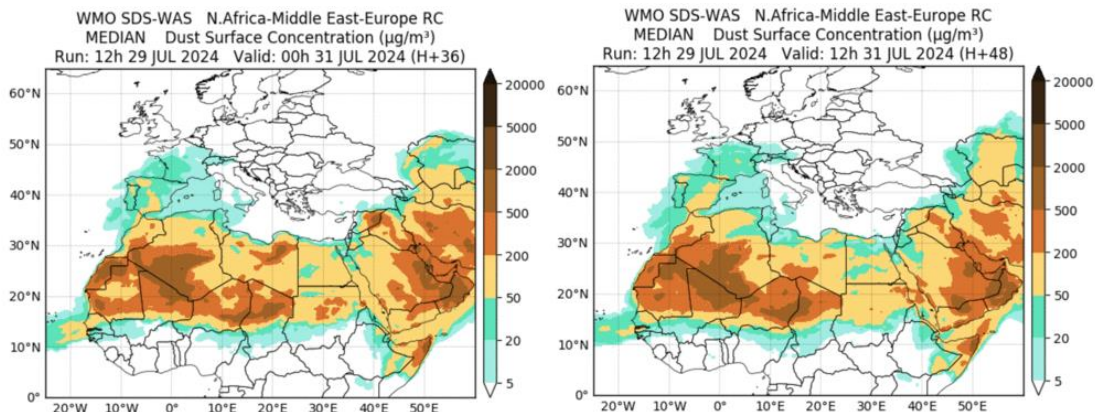 WMO SDS-WAS N.Africa-Middle East-Europe RC
MEDIAN Dust Surface Concentration (µg/m³)
Run: 12h 29 JUL 2024 Valid: 00h 31 JUL 2024 (H+36)
60°N
50°N
40°N
30°N
20°N
10°N
0°
20°W
10°W
0°
10°E
20°E
30°E
40°E
50°E
20000
5000
2000
500
200
50
20
5
WMO SDS-WAS N.Africa-Middle East-Europe RC
MEDIAN Dust Surface Concentration (µg/m³)
Run: 12h 29 JUL 2024 Valid: 12h 31 JUL 2024 (H+48)
60°N
50°N
40°N
30°N
20°N
10°N
0°
20°W
10°W
0°
10°E
20°E
30°E
40°E
50°E
20000
5000
2000
500
200
50
20
5